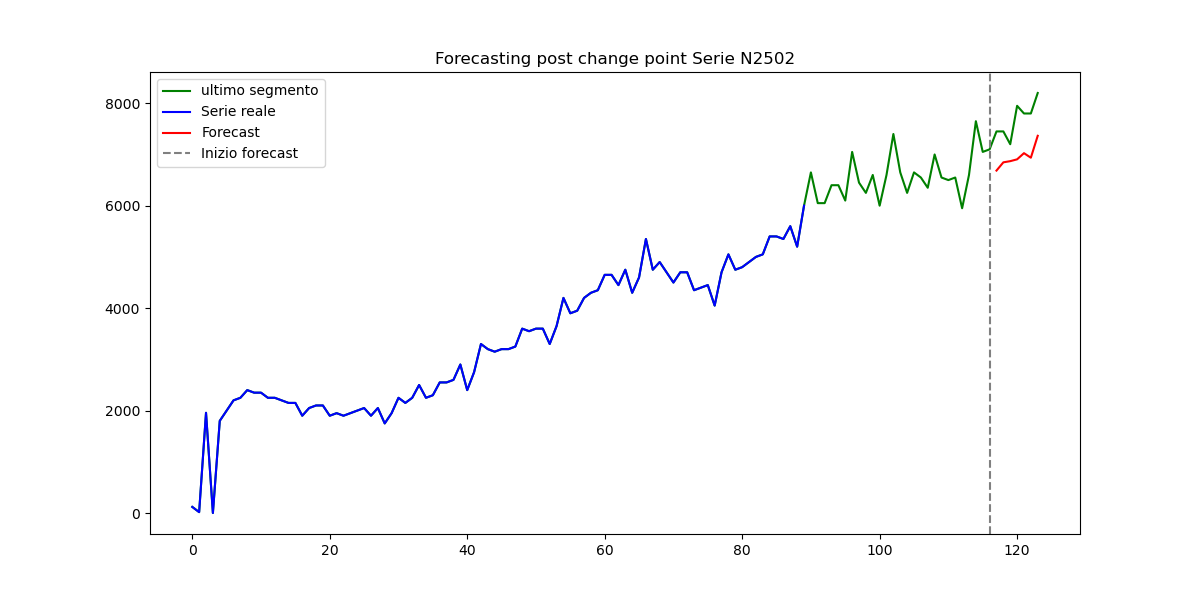 Forecasting post change point Serie N2502
ultimo segmento
Serie reale
Forecast
Inizio forecast
8000
6000
4000
2000
0
0 20 40 60 80 100 120